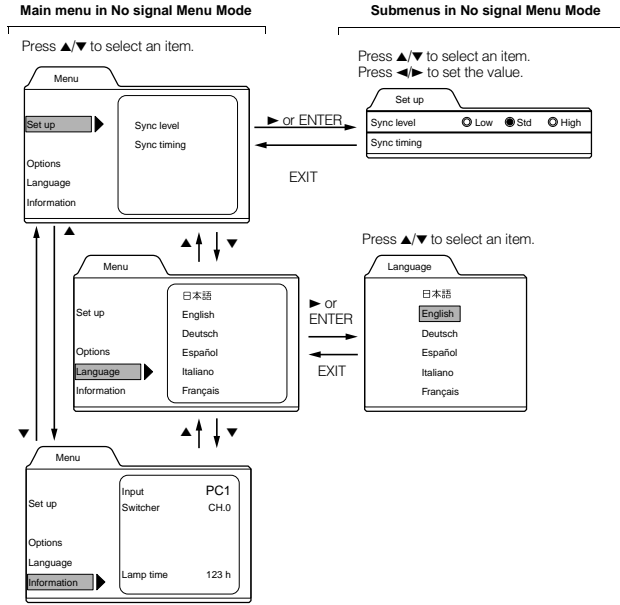 Main menu in No signal Menu Mode
Submenus in No signal Menu Mode
Press ▲/▼ to select an item.
Menu
Set up
Options
Language
Information
Sync level
Sync timing
► or ENTER
EXIT
Press ▲/▼ to select an item.
Press ◄/► to set the value.
Set up
Sync level Low Std High
Sync timing
▲
▲ ▼
Menu
Set up
Options
Language
Information
日本語
English
Deutsch
Español
Italiano
Français
► or
ENTER
EXIT
Press ▲/▼ to select an item.
Language
日本語
English
Deutsch
Español
Italiano
Français
▼
▲ ▼
Menu
Set up
Options
Language
Information
Input PC1
Switcher CH.0
Lamp time 123 h